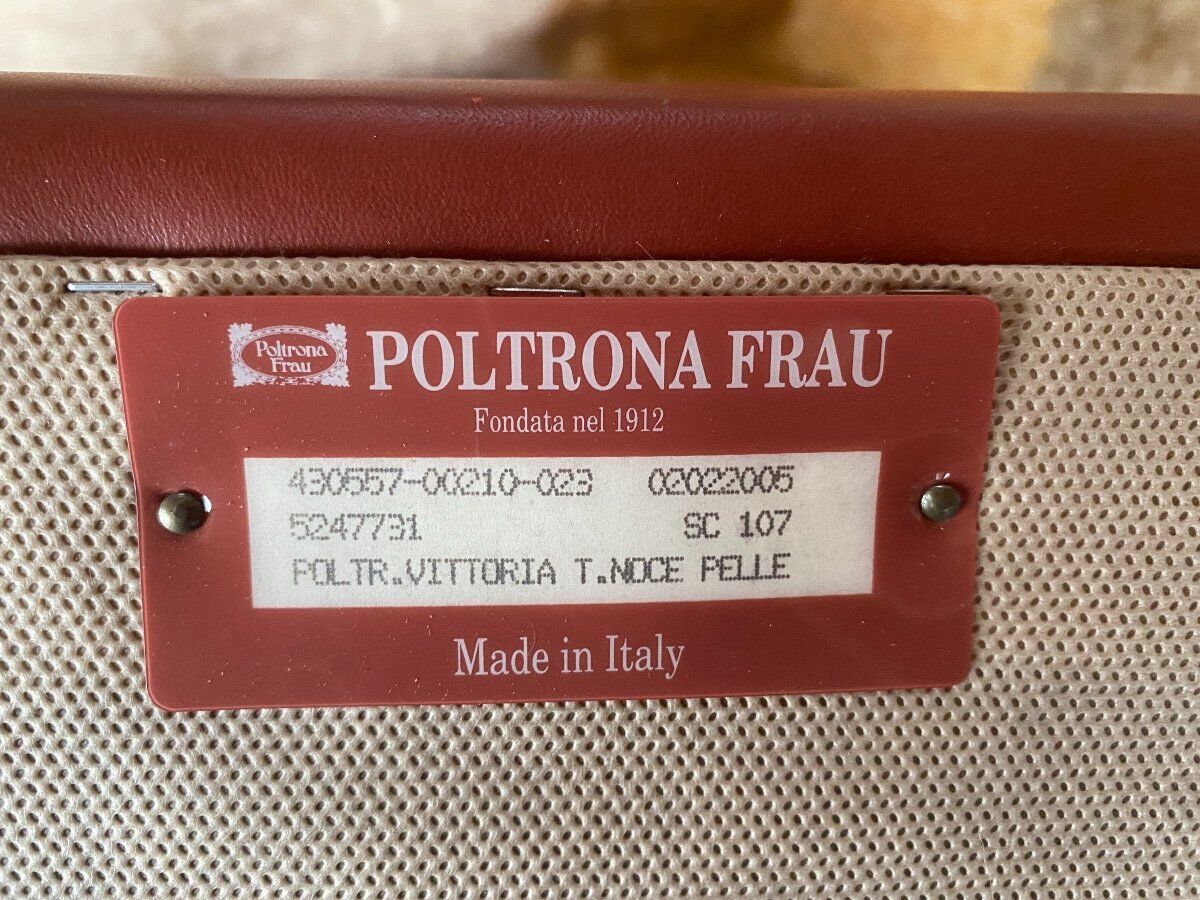 Poltrona
Frau
POLTRONA FRAU
Fondata nel 1912
430557-00210-023 02022005
5247731 SC 107
POLTR.VITTORIA T.NOCE PELLE
Made in Italy